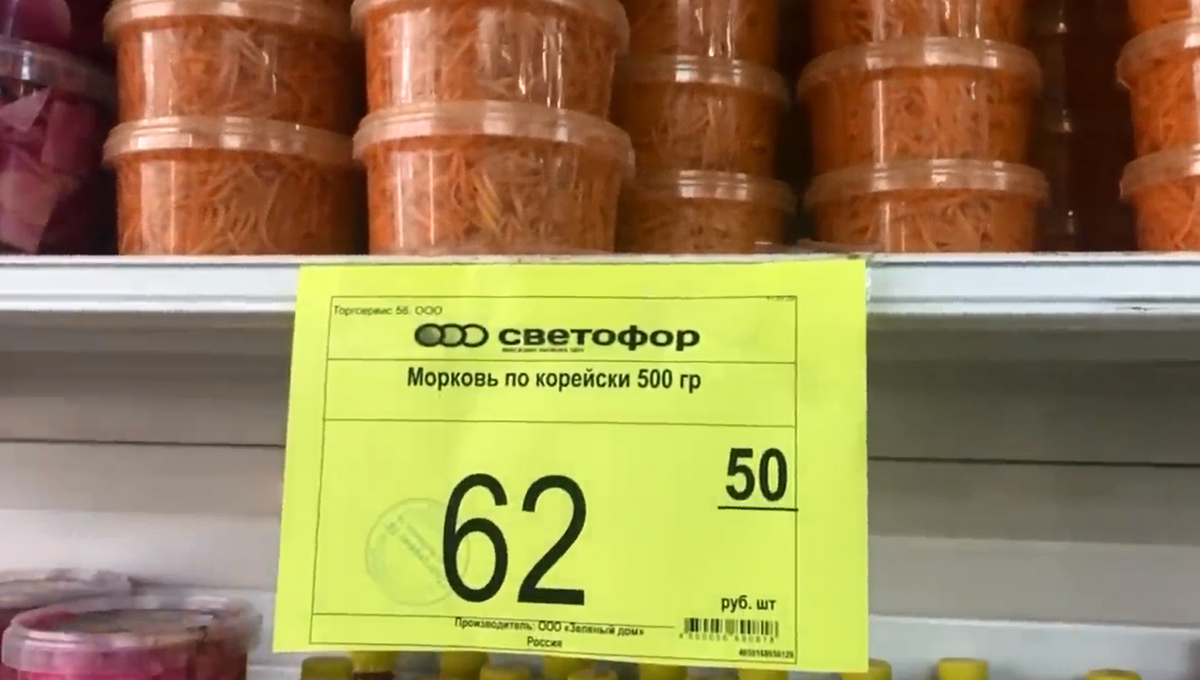 Торгсервис 56, ООО
светофор
Морковь по корейски 500 гр
62 50
руб. шт
Производитель: ООО «Зеленый дом»
Россия